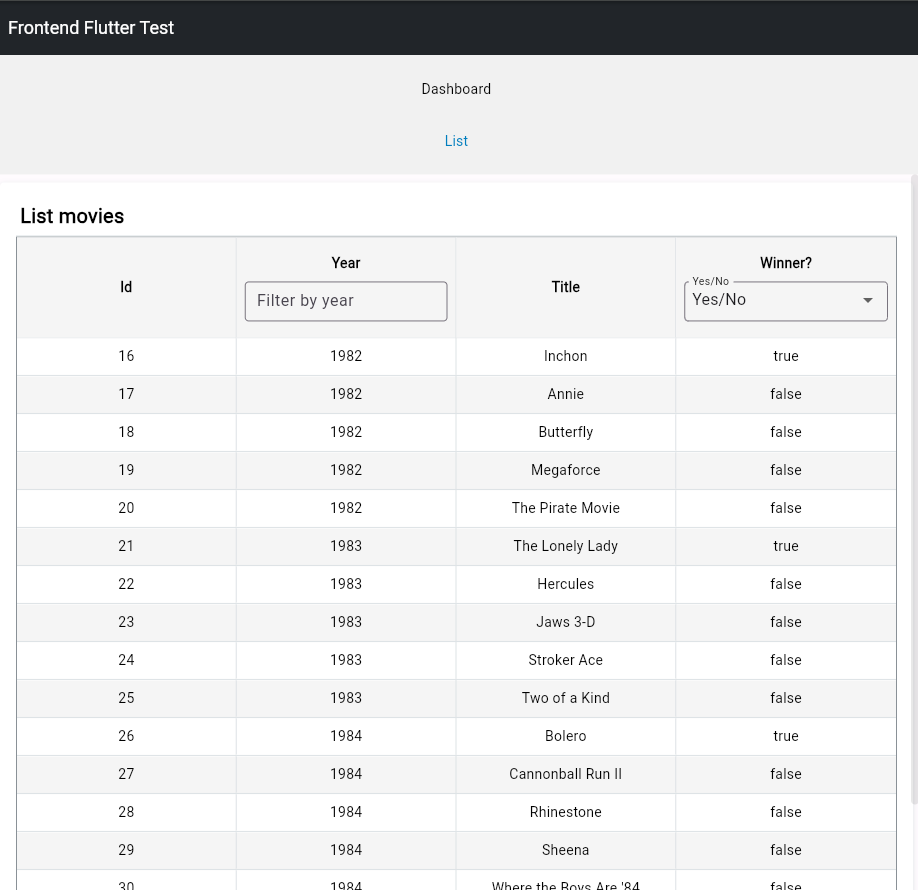 Frontend Flutter Test
Dashboard
List
List movies
Id
Year
Filter by year
Title
Winner?
Yes/No
Yes/No
16 1982 Inchon true
17 1982 Annie false
18 1982 Butterfly false
19 1982 Megaforce false
20 1982 The Pirate Movie false
21 1983 The Lonely Lady true
22 1983 Hercules false
23 1983 Jaws 3-D false
24 1983 Stroker Ace false
25 1983 Two of a Kind false
26 1984 Bolero true
27 1984 Cannonball Run II false
28 1984 Rhinestone false
29 1984 Sheena false
30 1984 Where the Boys Are '84 false